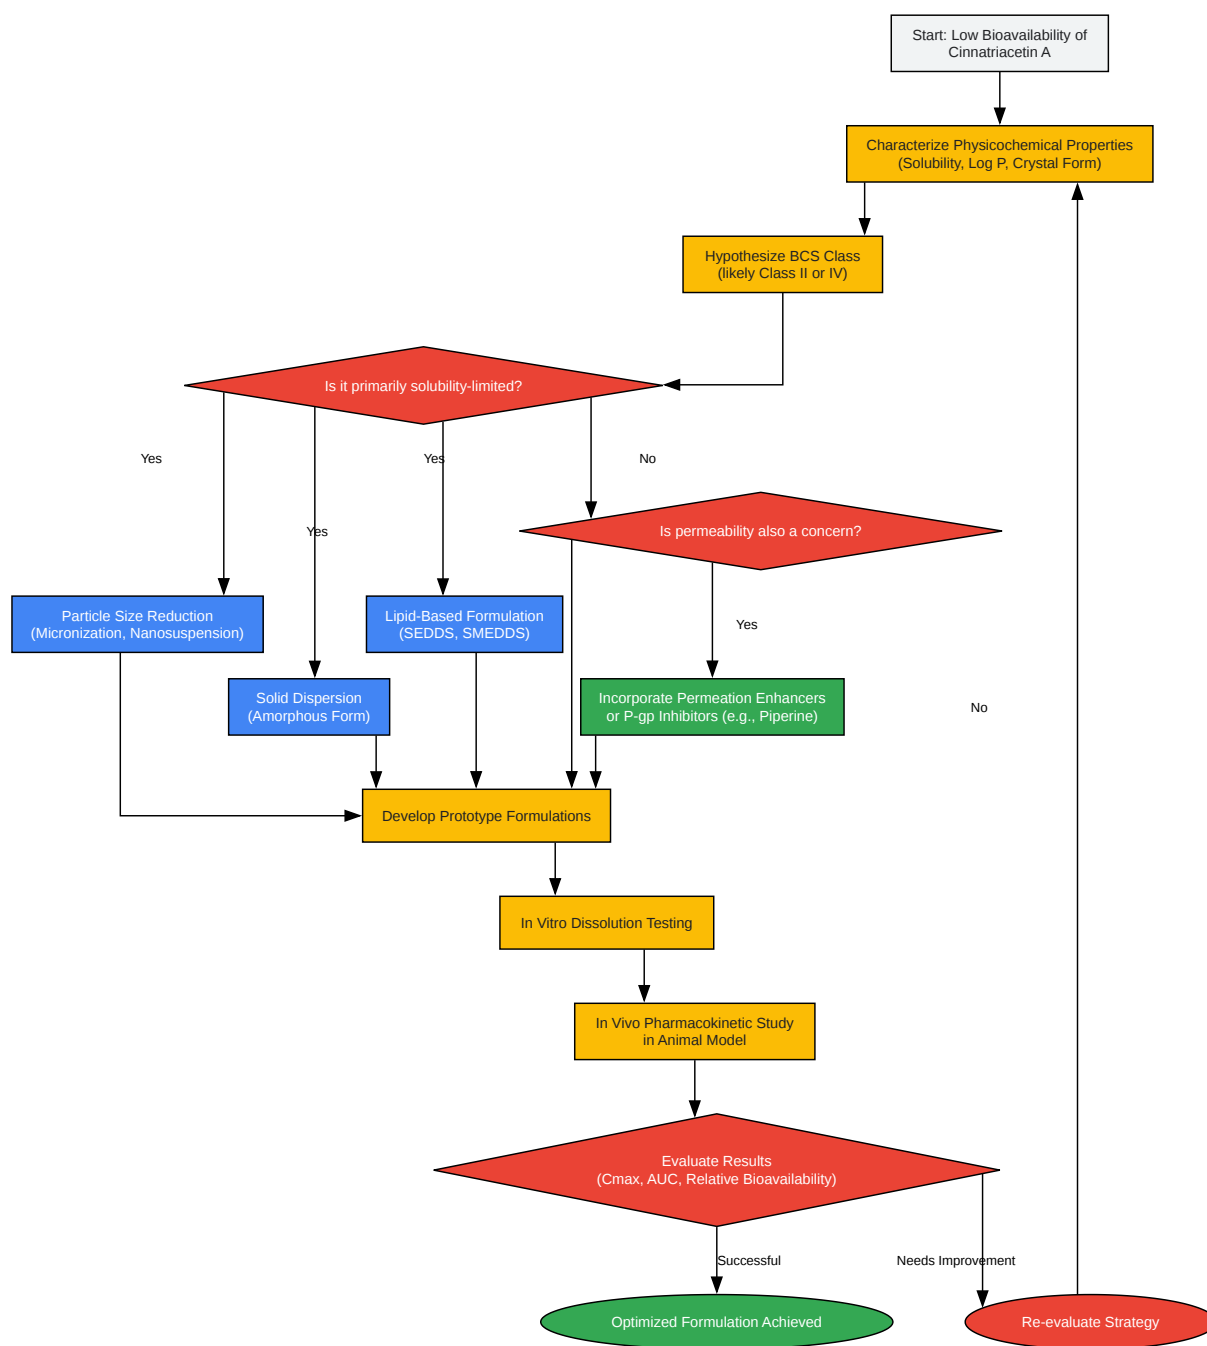 Start: Low Bioavailability of
Cinnatriacetin A
Characterize Physicochemical Properties
(Solubility, Log P, Crystal Form)
Hypothesize BCS Class
(likely Class II or IV)
Is it primarily solubility-limited?
Yes
Yes
No
Yes
Is permeability also a concern?
Particle Size Reduction
(Micronization, Nanosuspension)
Lipid-Based Formulation
(SEDDS, SMEDDS)
Yes
Solid Dispersion
(Amorphous Form)
Incorporate Permeation Enhancers
or P-gp Inhibitors (e.g., Piperine)
No
Develop Prototype Formulations
In Vitro Dissolution Testing
In Vivo Pharmacokinetic Study
in Animal Model
Evaluate Results
(Cmax, AUC, Relative Bioavailability)
Successful
Needs Improvement
Optimized Formulation Achieved
Re-evaluate Strategy